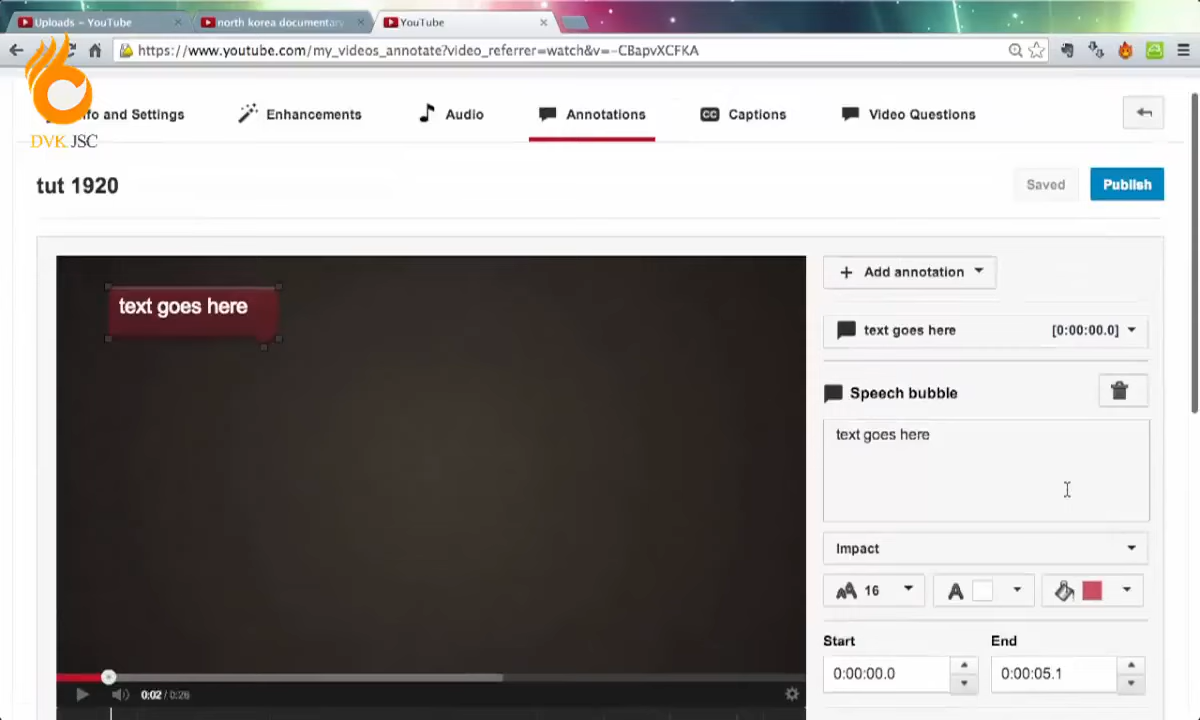 Uploads – YouTube
north korea documentary
YouTube
https://www.youtube.com/my_videos_annotate?video_referrer=watch&v=-CBapvXCFKA
DVK JSC
and Settings
Enhancements
Audio
Annotations
CC Captions
Video Questions
tut 1920
Saved
Publish
text goes here
+ Add annotation
text goes here [0:00:00.0]
Speech bubble
text goes here
Impact
AA 16
A
Start
End
0:00:00.0
0:00:05.1
0:02 / 0:26